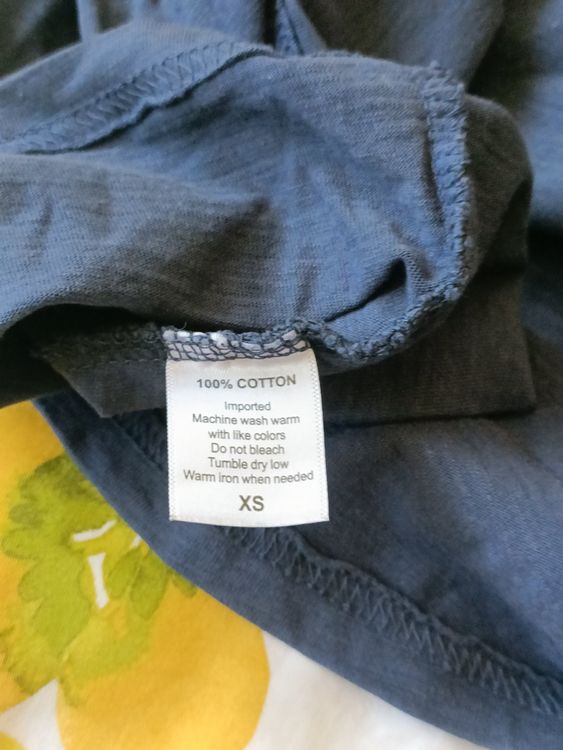 100% COTTON
Imported
Machine wash warm
with like colors
Do not bleach
Tumble dry low
Warm iron when needed
XS